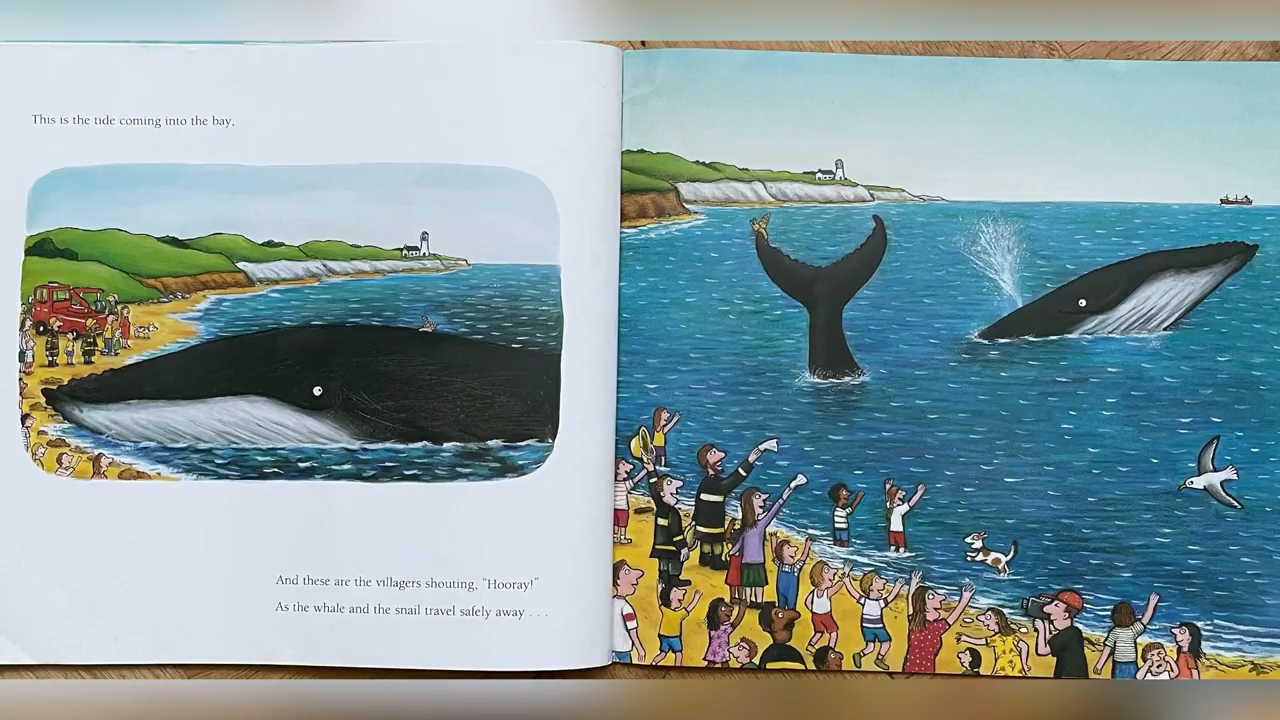 This is the tide coming into the bay,
And these are the villagers shouting, “Hooray!”
As the whale and the snail travel safely away . . .